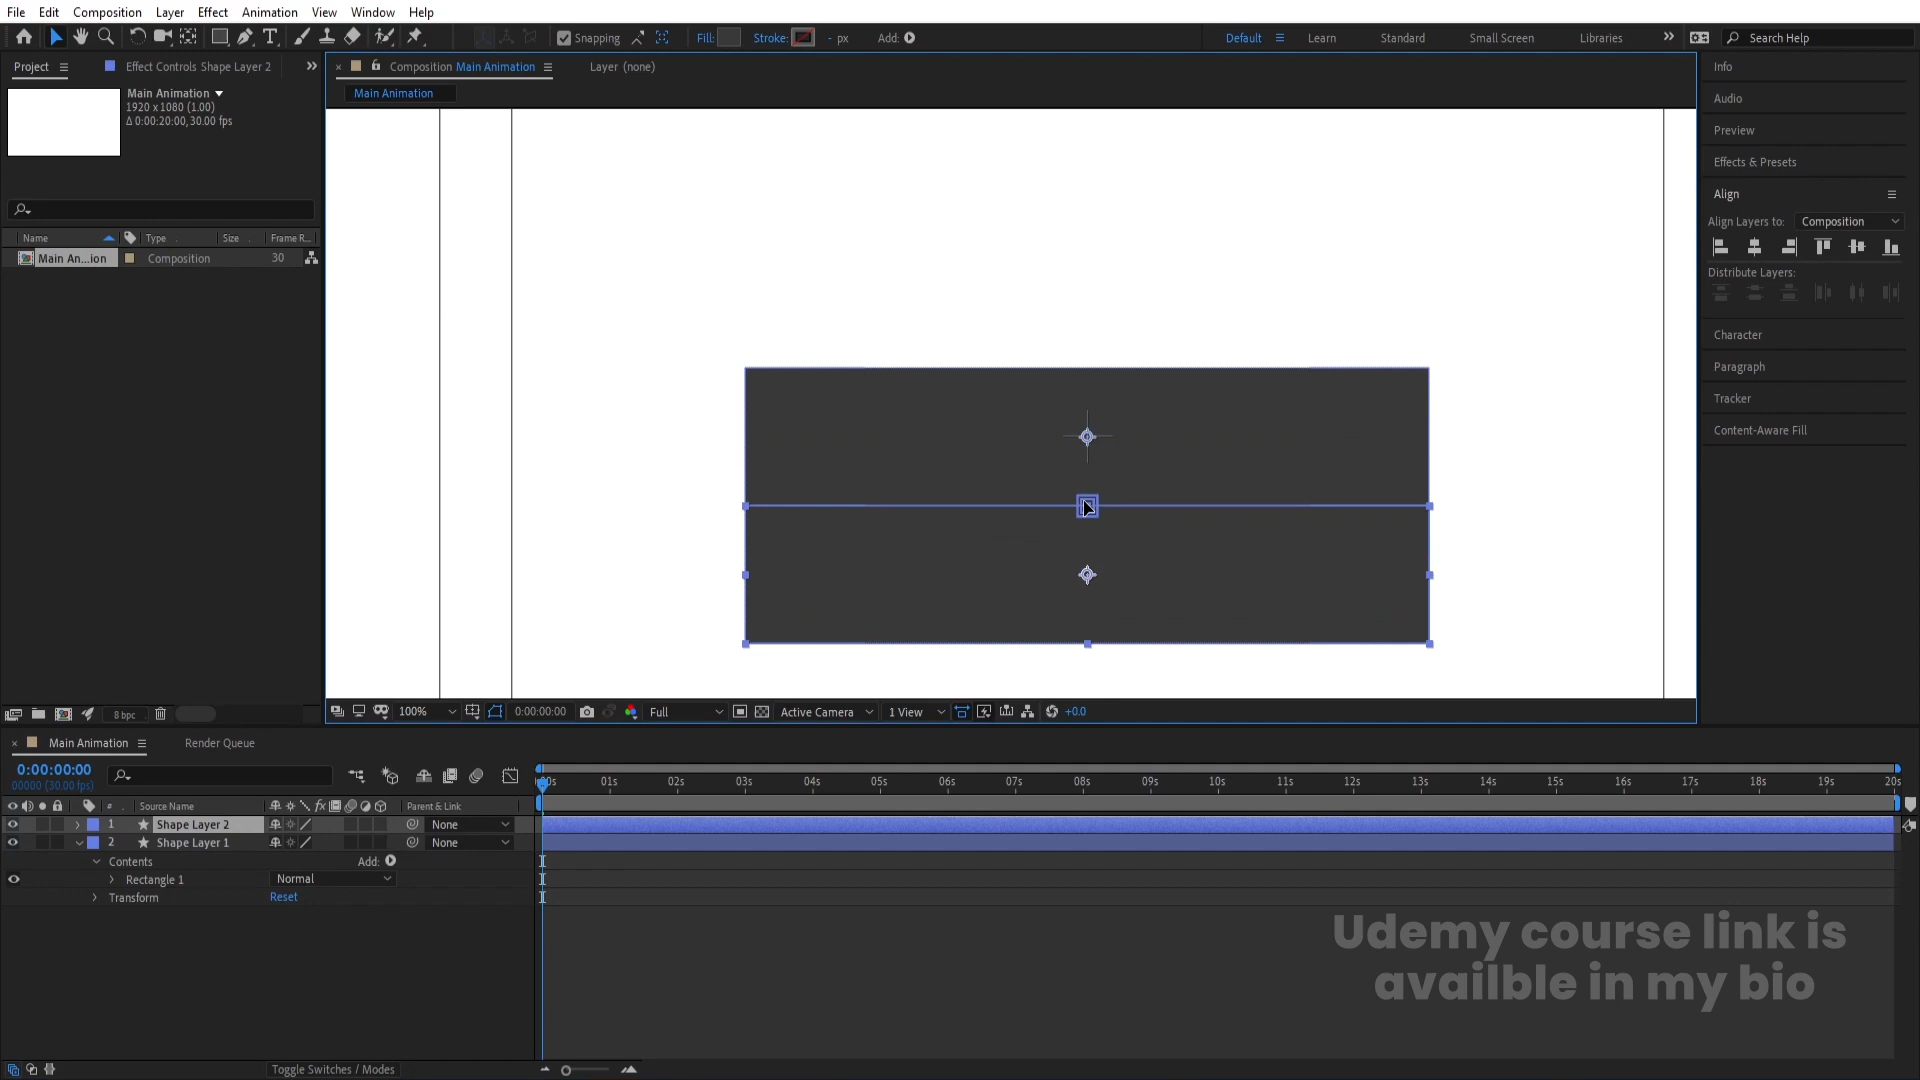 File Edit Composition Layer Effect Animation View Window Help
Snapping Fill: Stroke: - px Add: Default Learn Standard Small Screen Libraries Search Help
Project Effect Controls Shape Layer 2 Composition Main Animation Layer (none) Info
Main Animation
1920 x 1080 (1.00)
Δ 0:00:20:00, 30.00 fps
Main Animation
Audio
Preview
Effects & Presets
Align
Align Layers to: Composition
Distribute Layers:
Character
Paragraph
Tracker
Content-Aware Fill
Name Type Size Frame R...
Main An...ion Composition 30
8 bpc
100% 0:00:00:00 Full Active Camera 1 View +0.0
Main Animation Render Queue
0:00:00:00
00000 (30.00 fps)
01s 02s 03s 04s 05s 06s 07s 08s 09s 10s 11s 12s 13s 14s 15s 16s 17s 18s 19s 20s
# Source Name fx Parent & Link
1 Shape Layer 2 None
2 Shape Layer 1 None
Contents Add:
Rectangle 1 Normal
Transform Reset
Udemy course link is
availble in my bio
Toggle Switches / Modes